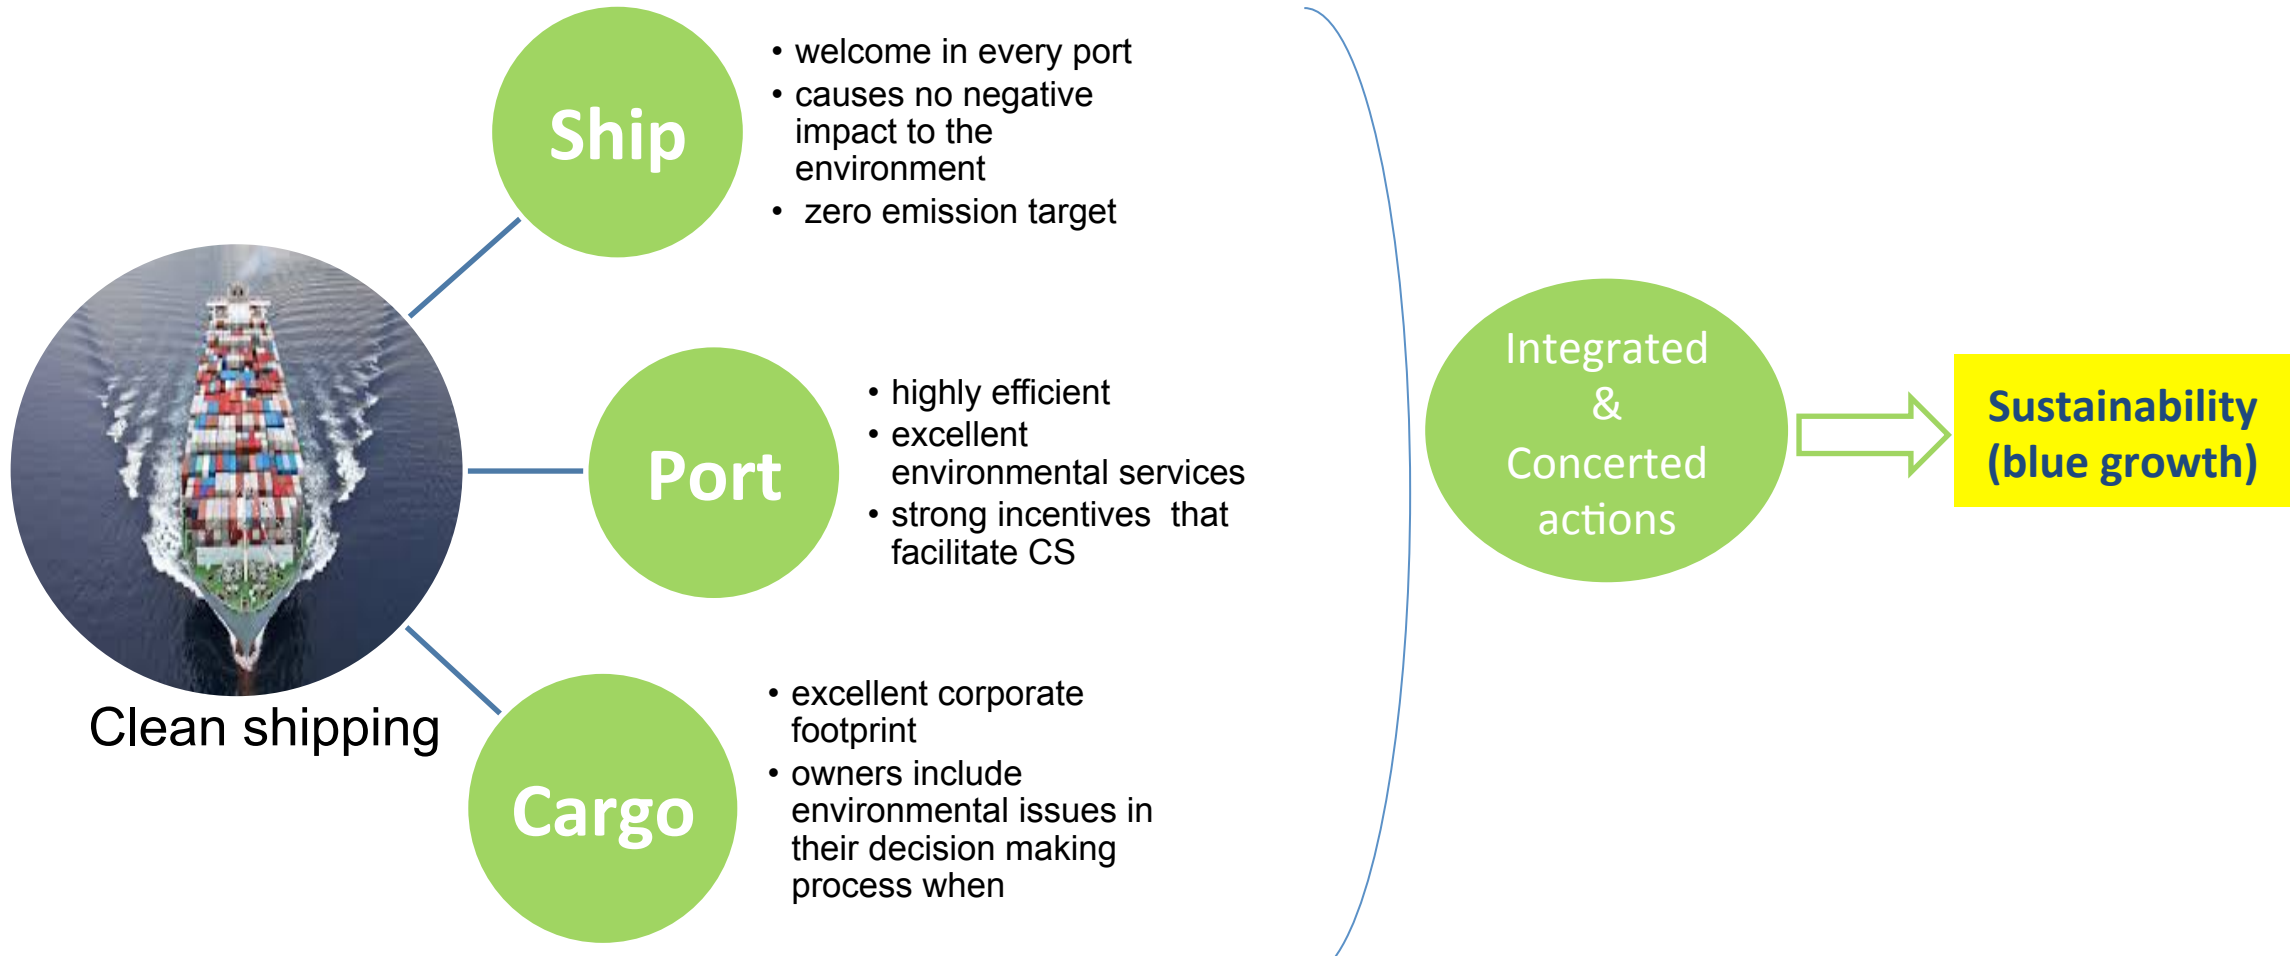 Ship
• welcome in every port
• causes no negative
impact to the
environment
• zero emission target
Clean shipping
Port
• highly efficient
• excellent
environmental services
• strong incentives that
facilitate CS
Cargo
• excellent corporate
footprint
• owners include
environmental issues in
their decision making
process when
Integrated
&
Concerted
actions
Sustainability
(blue growth)